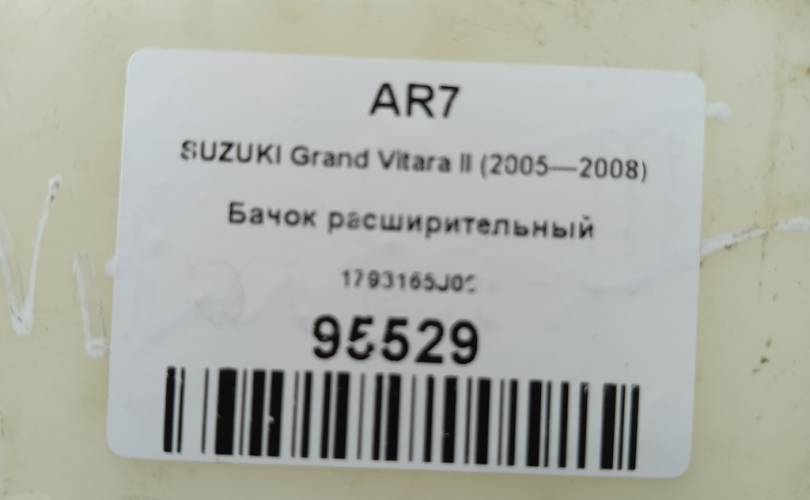 AR7
SUZUKI Grand Vitara II (2005—2008)
Бачок расширительный
95529